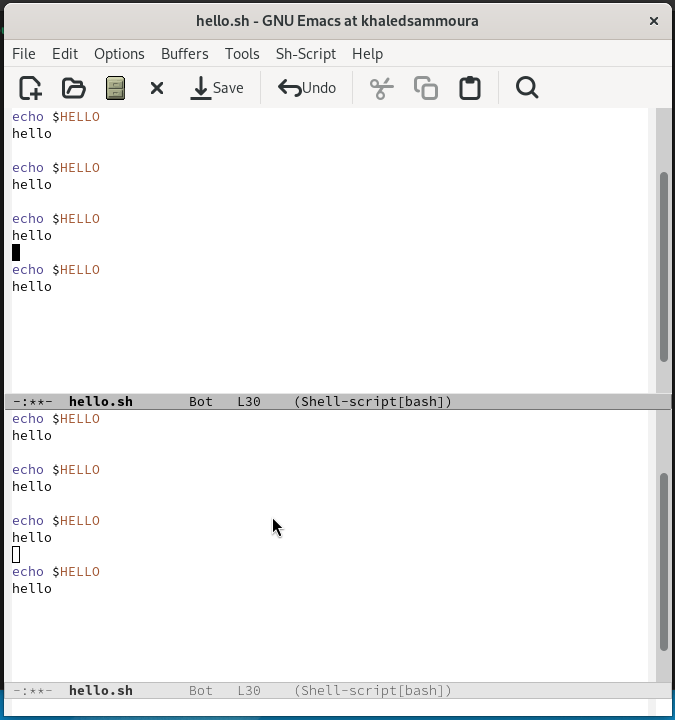 hello.sh - GNU Emacs at khaledsammoura
File Edit Options Buffers Tools Sh-Script Help
Save Undo
echo $HELLO
hello
echo $HELLO
hello
echo $HELLO
hello
echo $HELLO
hello
-:**- hello.sh Bot L30 (Shell-script[bash])
echo $HELLO
hello
echo $HELLO
hello
echo $HELLO
hello
echo $HELLO
hello
-:**- hello.sh Bot L30 (Shell-script[bash])